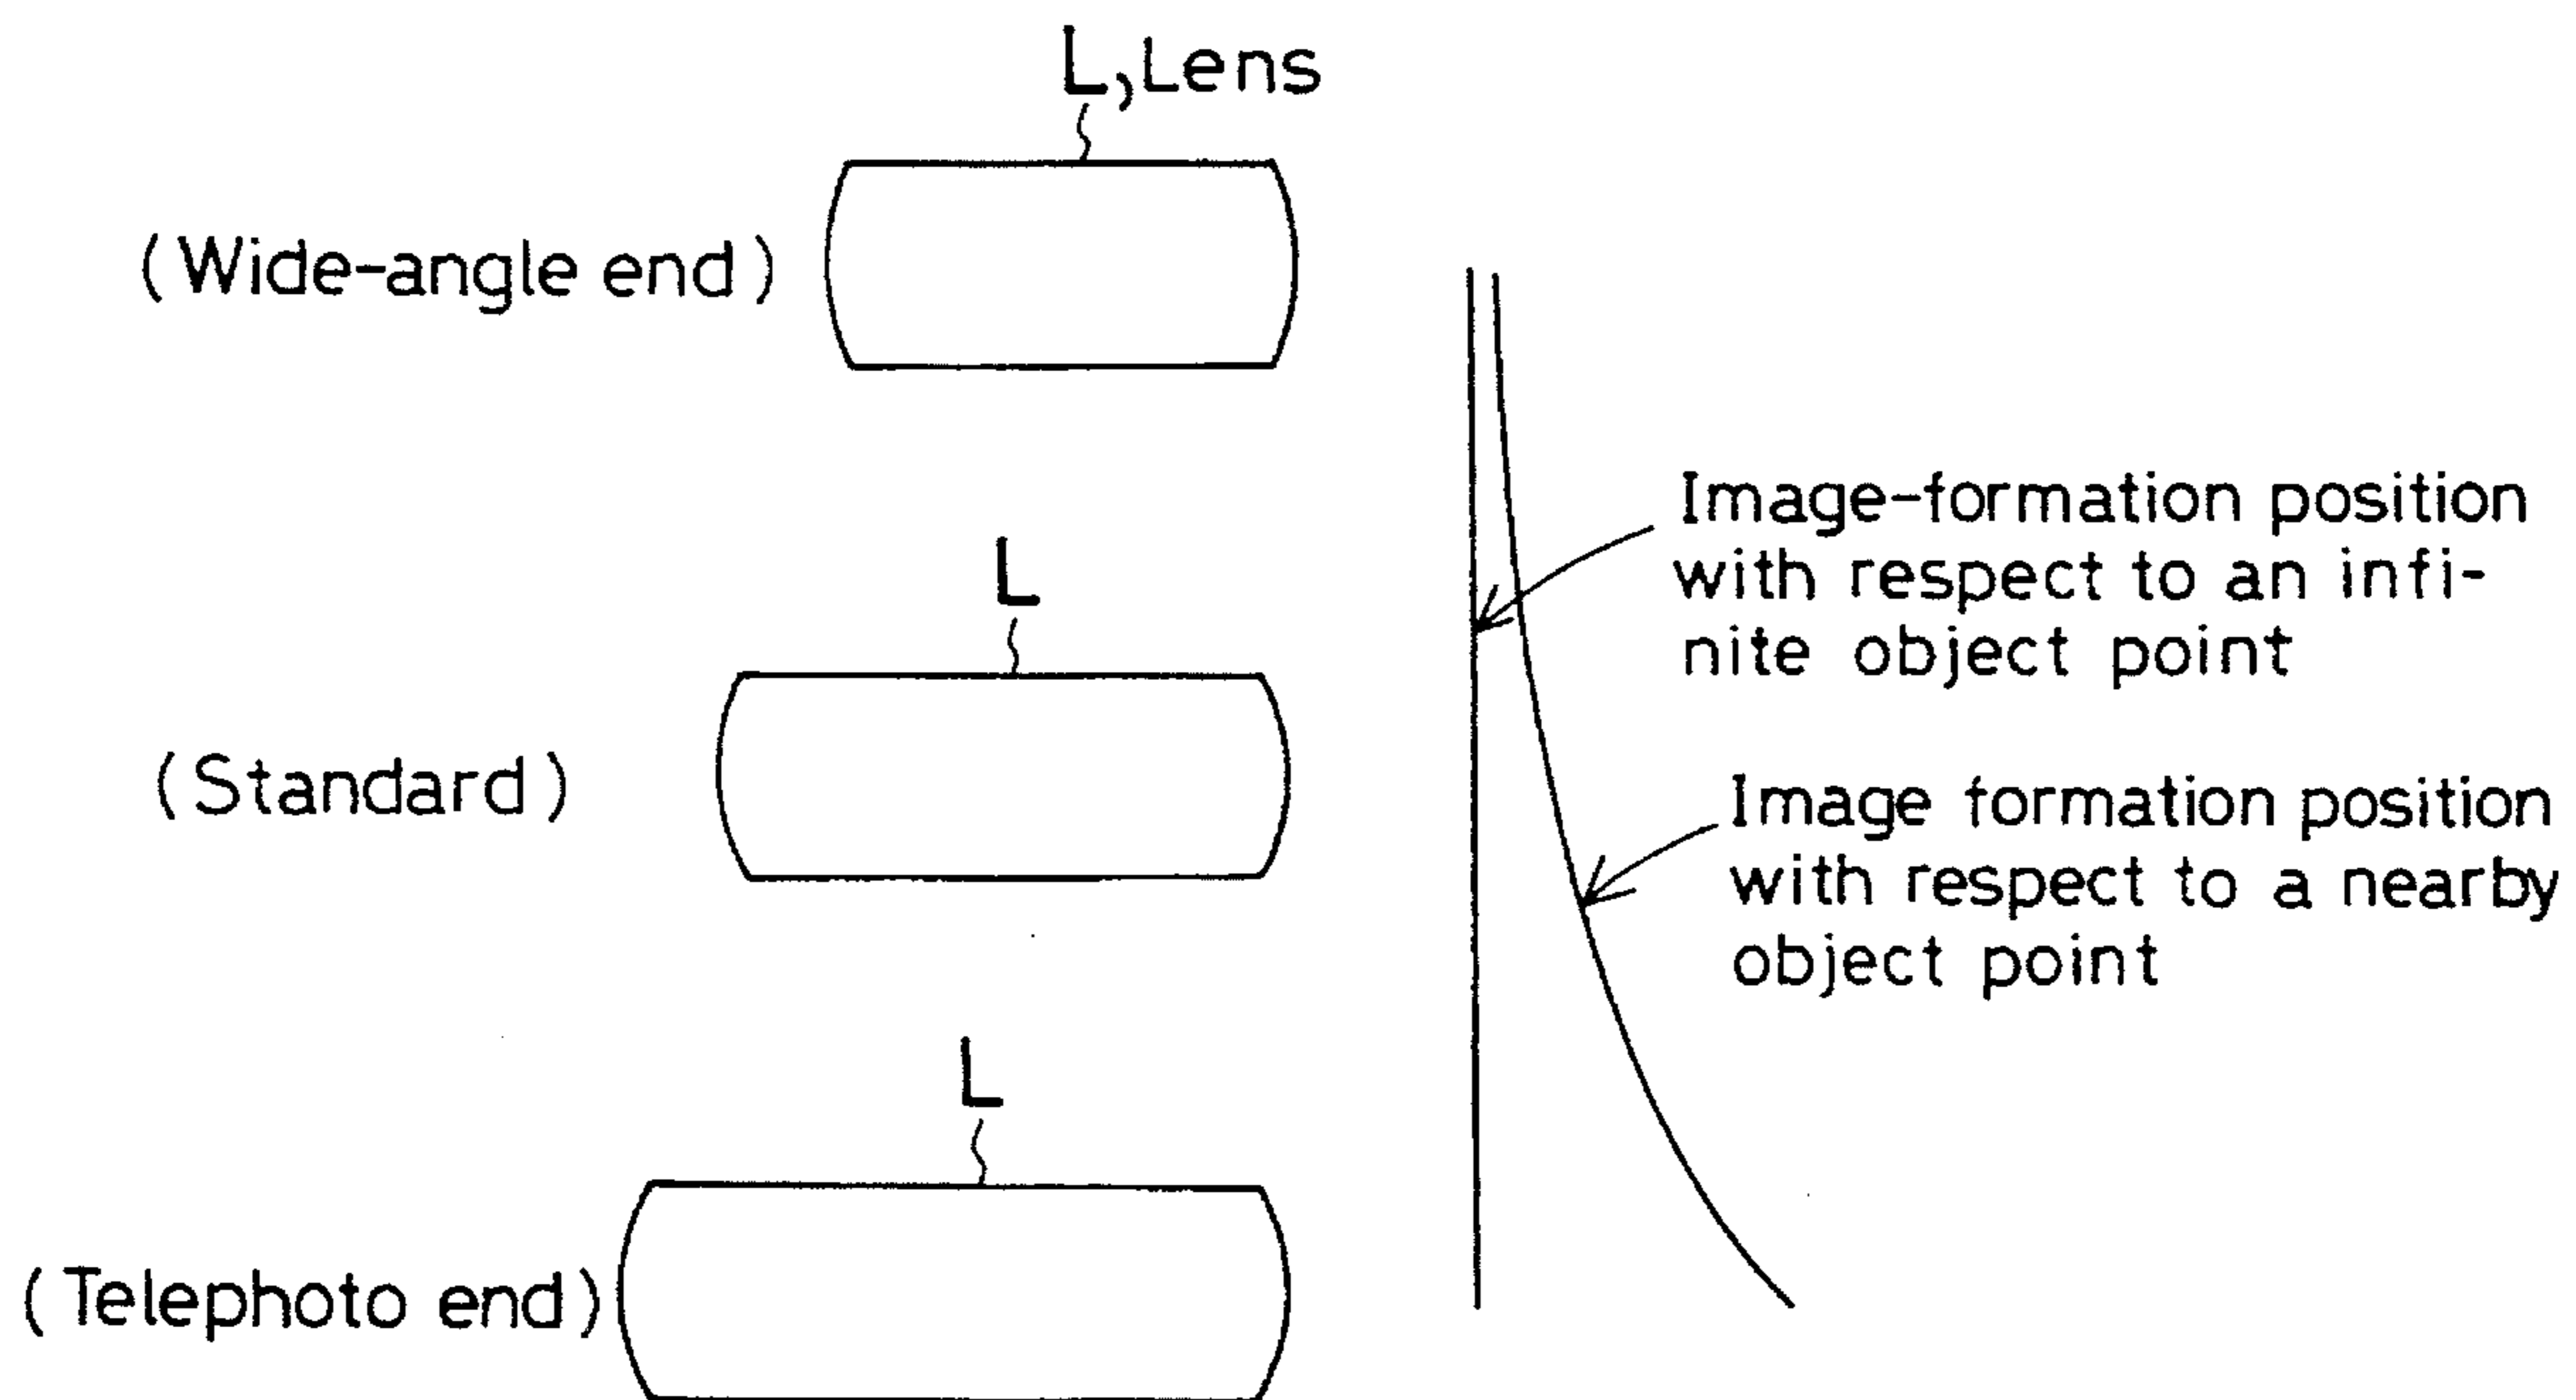 L, Lens
(Wide-angle end)
Image-formation position
with respect to an infi-
nite object point
L
(Standard)
Image formation position
with respect to a nearby
object point
L
(Telephoto end)